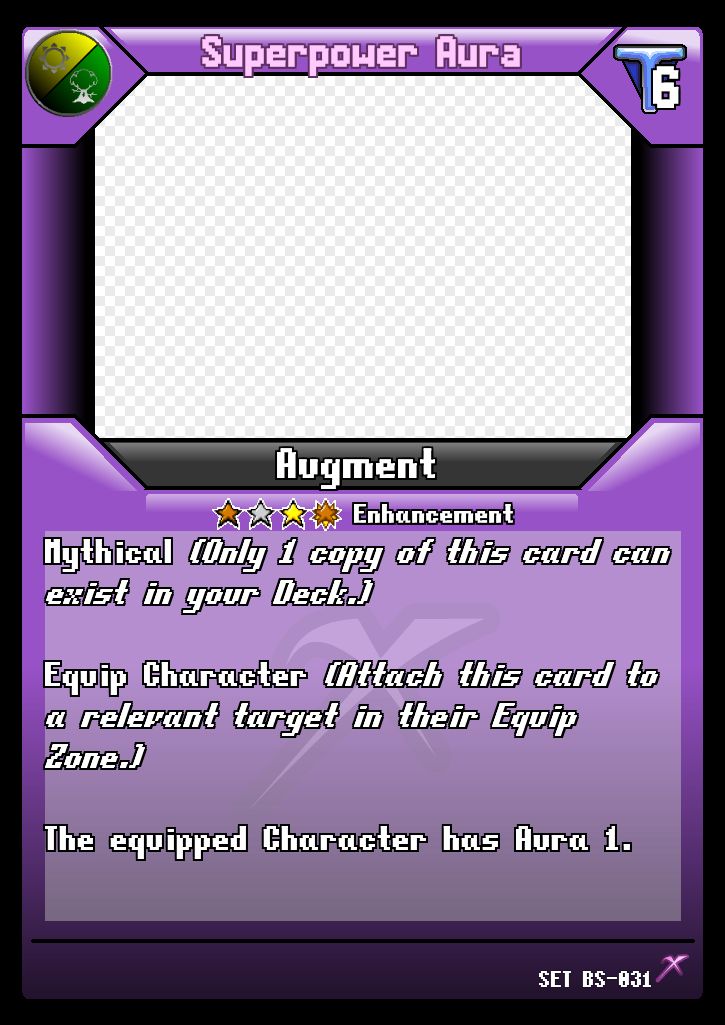 Superpower Aura
T6
Augment
Enhancement
Mythical (Only 1 copy of this card can
exist in your Deck.)
Equip Character (Attach this card to
a relevant target in their Equip
Zone.)
The equipped Character has Aura 1.
SET BS-031